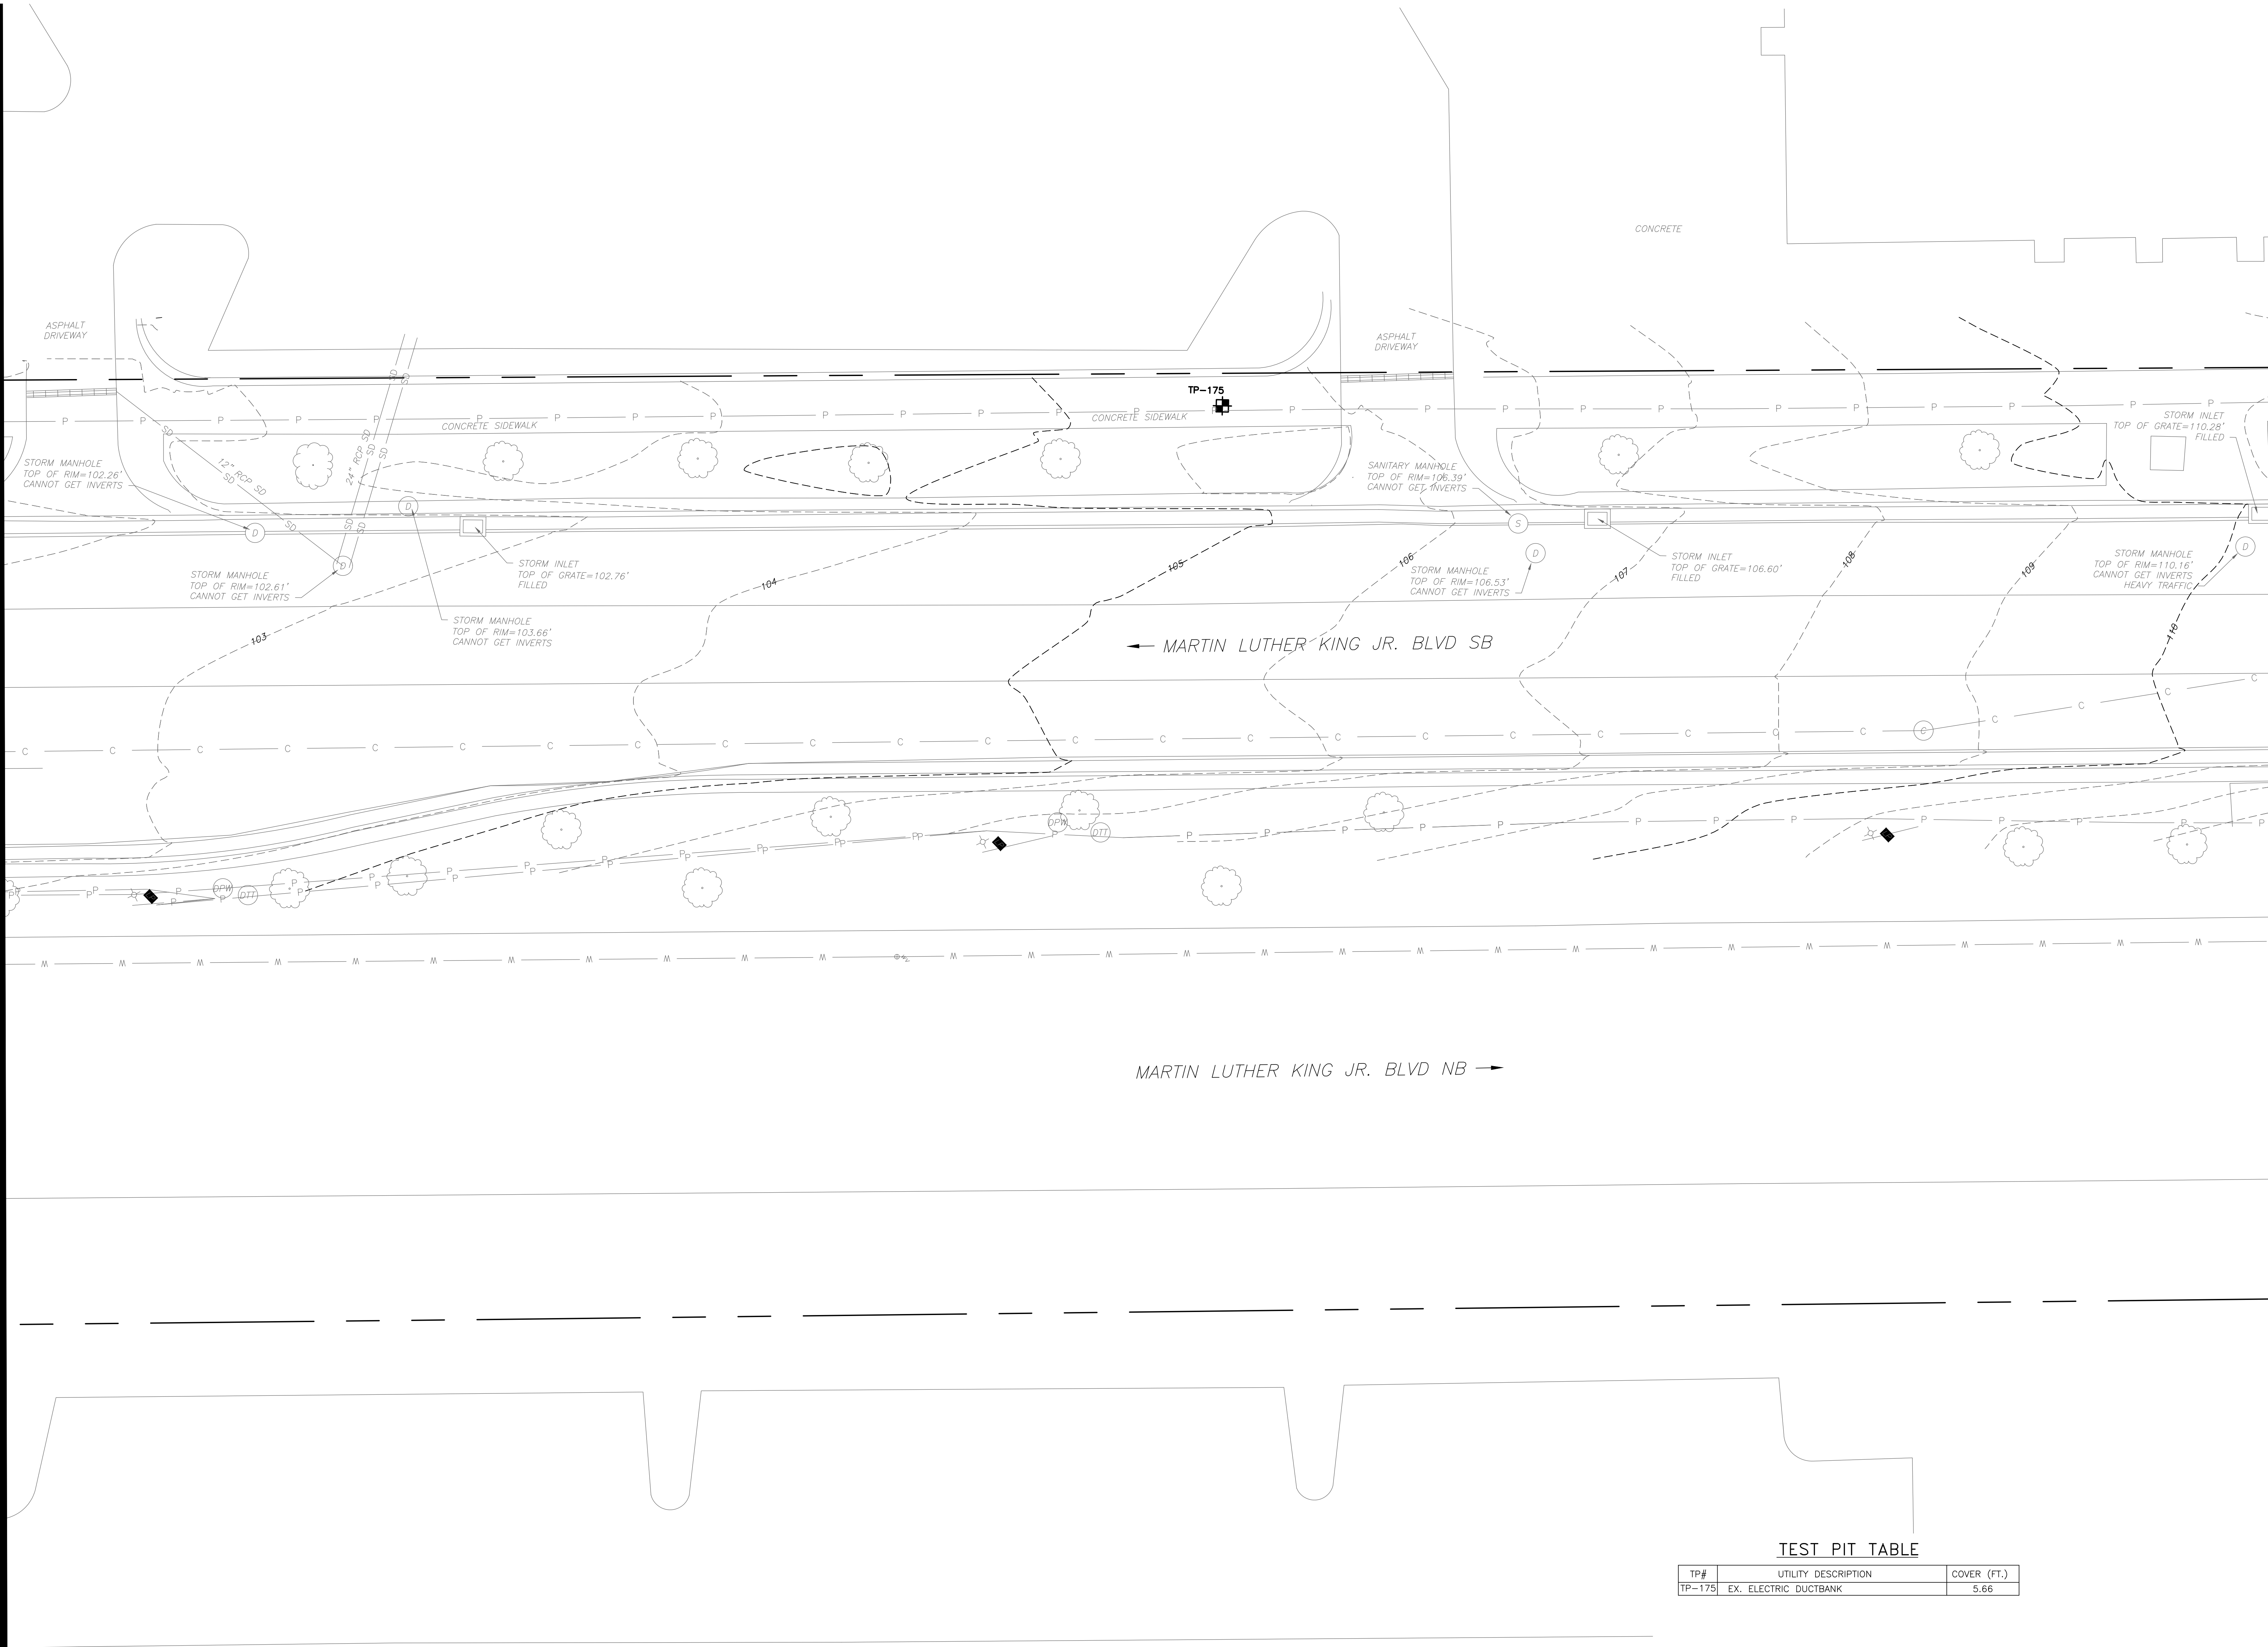 CONCRETE
ASPHALT
DRIVEWAY
ASPHALT
DRIVEWAY
TP-175
CONCRETE SIDEWALK
CONCRETE SIDEWALK
STORM INLET
TOP OF GRATE=110.28'
FILLED
STORM MANHOLE
TOP OF RIM=102.26'
CANNOT GET INVERTS
12" RCP SD
24" RCP SD
SANITARY MANHOLE
TOP OF RIM=106.39'
CANNOT GET INVERTS
STORM MANHOLE
TOP OF RIM=102.61'
CANNOT GET INVERTS
STORM INLET
TOP OF GRATE=102.76'
FILLED
STORM MANHOLE
TOP OF RIM=103.66'
CANNOT GET INVERTS
STORM MANHOLE
TOP OF RIM=106.53'
CANNOT GET INVERTS
STORM INLET
TOP OF GRATE=106.60'
FILLED
STORM MANHOLE
TOP OF RIM=110.16'
CANNOT GET INVERTS
HEAVY TRAFFIC
103
104
105
106
107
108
109
110
MARTIN LUTHER KING JR. BLVD SB
OPW
OTT
OPW
OTT
MARTIN LUTHER KING JR. BLVD NB
TEST PIT TABLE
TP# UTILITY DESCRIPTION COVER (FT.)
TP-175 EX. ELECTRIC DUCTBANK 5.66